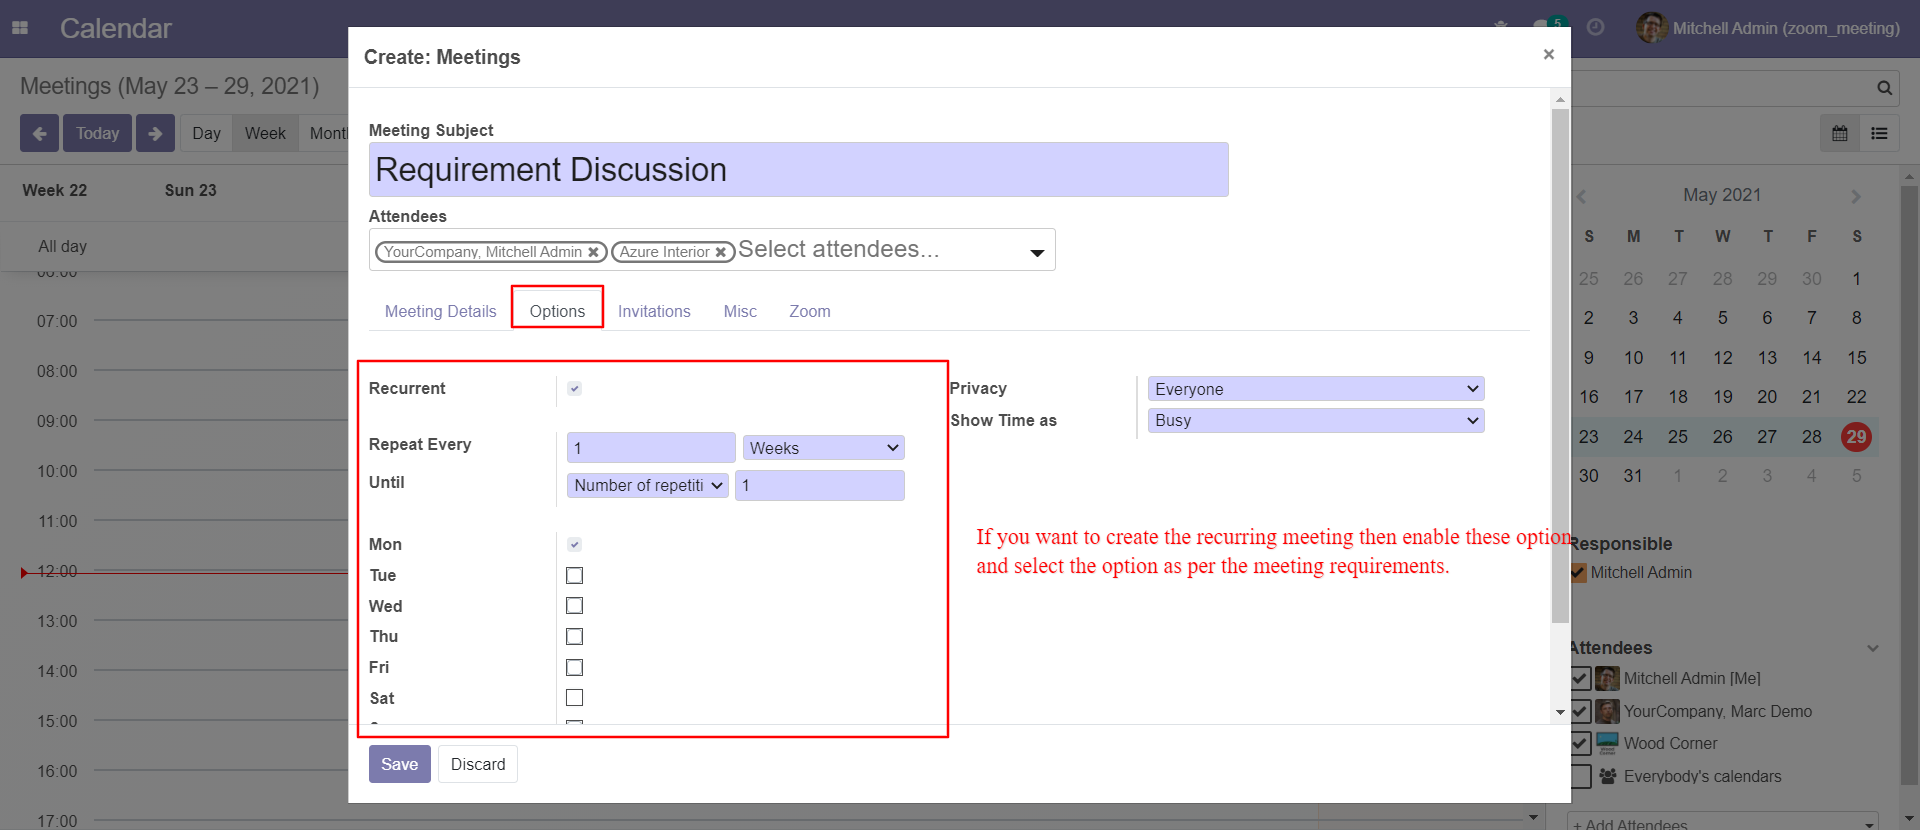 Calendar
5
Mitchell Admin (zoom_meeting)
Meetings (May 23 – 29, 2021)
Today
Day
Week
Month
Week 22
Sun 23
All day
06:00
07:00
08:00
09:00
10:00
11:00
12:00
13:00
14:00
15:00
16:00
17:00
Create: Meetings
×
Meeting Subject
Requirement Discussion
Attendees
YourCompany, Mitchell Admin
Azure Interior
Select attendees...
Meeting Details
Options
Invitations
Misc
Zoom
Recurrent
Repeat Every
1
Weeks
Until
Number of repetiti
1
Mon
Tue
Wed
Thu
Fri
Sat
Privacy
Everyone
Show Time as
Busy
If you want to create the recurring meeting then enable these option
and select the option as per the meeting requirements.
Save
Discard
May 2021
S M T W T F S
25 26 27 28 29 30 1
2 3 4 5 6 7 8
9 10 11 12 13 14 15
16 17 18 19 20 21 22
23 24 25 26 27 28 29
30 31 1 2 3 4 5
Responsible
Mitchell Admin
Attendees
Mitchell Admin [Me]
YourCompany, Marc Demo
Wood Corner
Everybody's calendars
+ Add Attendees